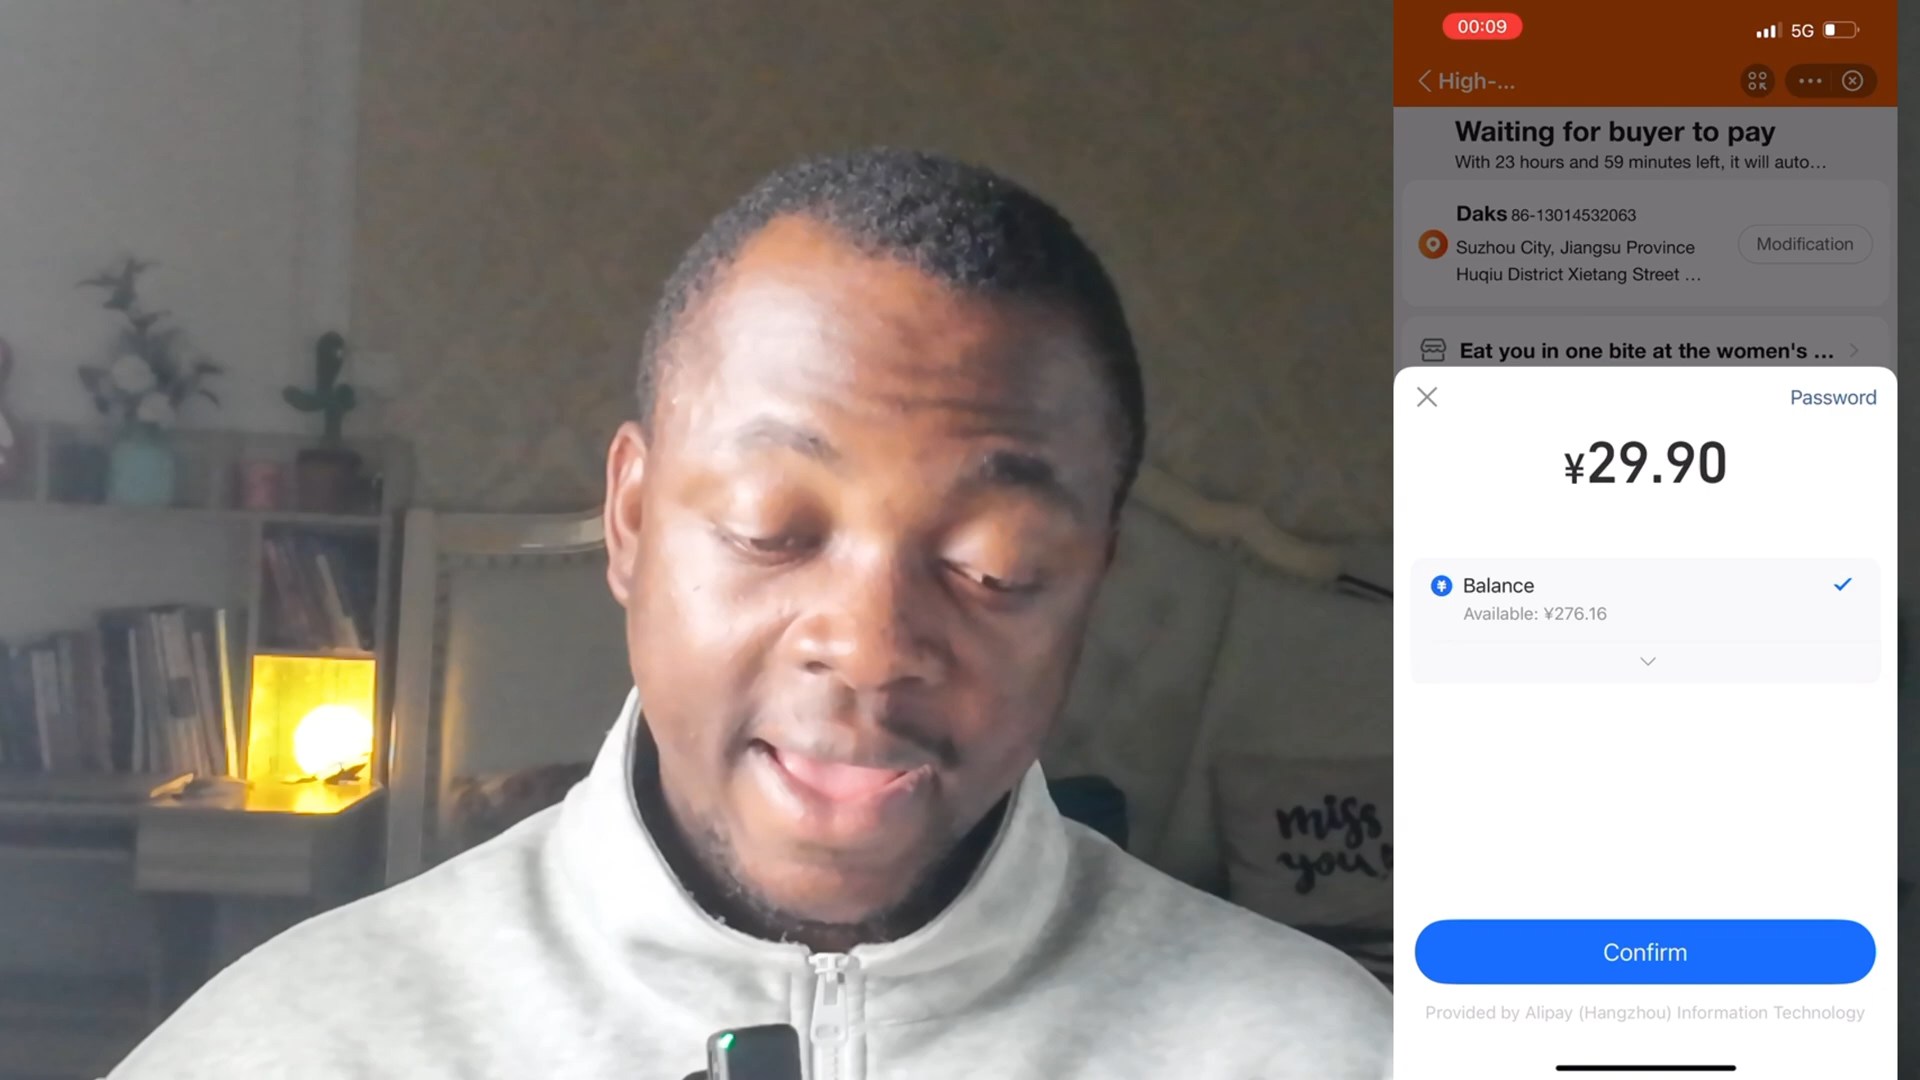 miss
you
00:09
5G
High-...
Waiting for buyer to pay
With 23 hours and 59 minutes left, it will auto...
Daks 86-13014532063
Suzhou City, Jiangsu Province
Huqiu District Xietang Street ...
Modification
Eat you in one bite at the women's ...
Password
¥29.90
Balance
Available: ¥276.16
Confirm
Provided by Alipay (Hangzhou) Information Technology